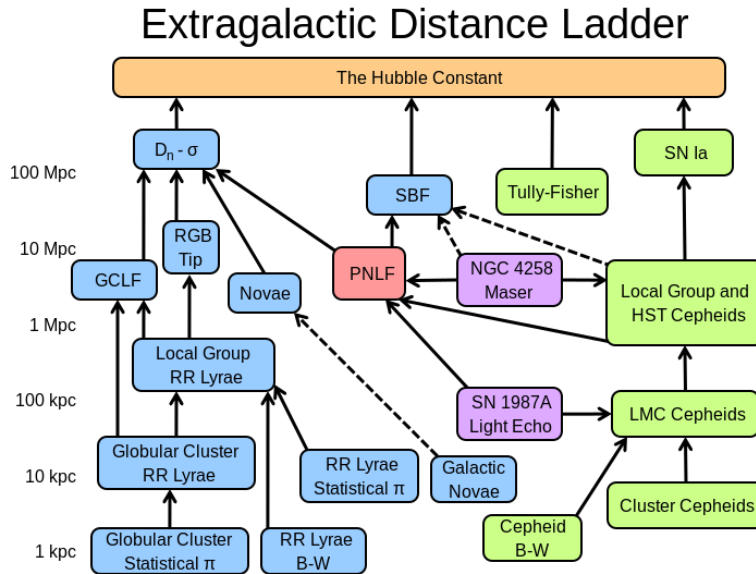 Extragalactic Distance Ladder
The Hubble Constant
Dn - σ
SN Ia
100 Mpc
SBF
Tully-Fisher
10 Mpc
RGB
Tip
GCLF
Novae
PNLF
NGC 4258
Maser
Local Group and
HST Cepheids
1 Mpc
Local Group
RR Lyrae
100 kpc
SN 1987A
Light Echo
LMC Cepheids
Globular Cluster
RR Lyrae
RR Lyrae
Statistical π
Galactic
Novae
10 kpc
Cluster Cepheids
Globular Cluster
Statistical π
RR Lyrae
B-W
Cepheid
B-W
1 kpc